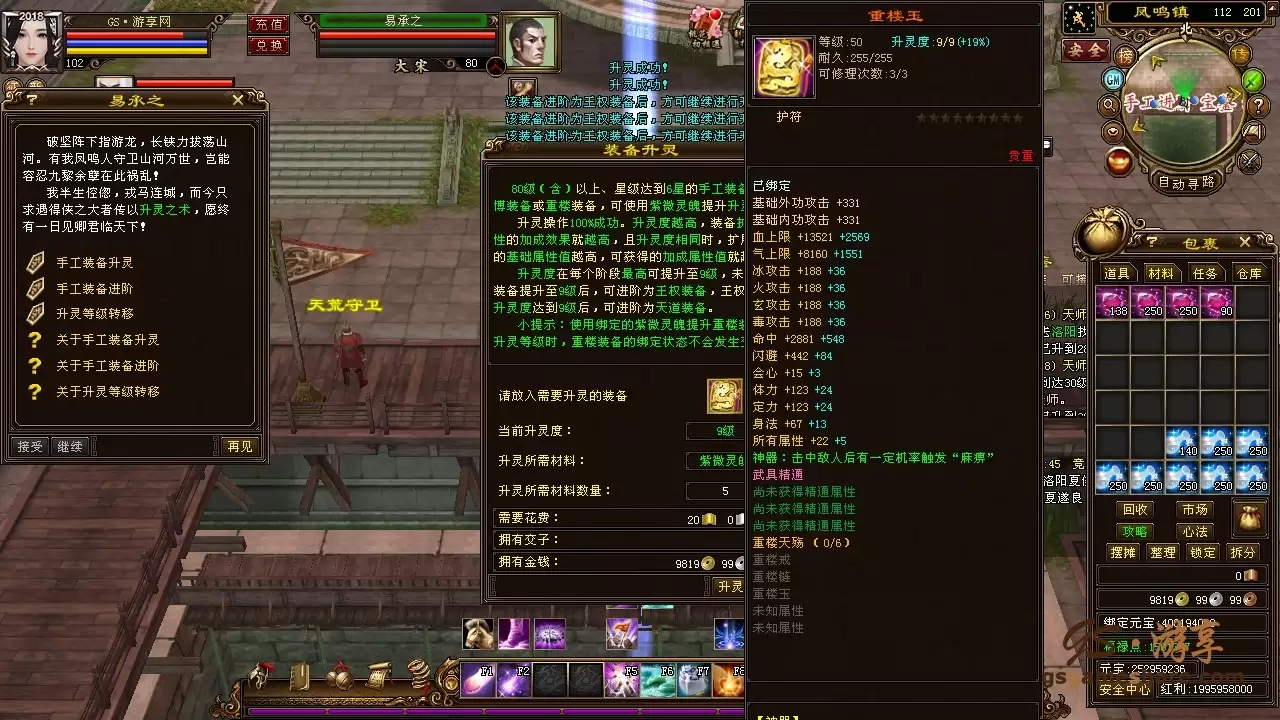 2018
GS·游享网
102
充值
兑换
易承之
大宋
80
升灵成功！
升灵成功！
该装备进阶为王权装备后，方可继续进行升
该装备进阶为王权装备后，方可继续进行升
该装备进阶为王权装备后，方可继续进行升
易承之
破坚阵下指游龙，长铗力拔荡山
河。有我凤鸣人守卫山河万世，岂能
容忍九黎余孽在此祸乱！
我半生倥偬，戎马连城，而今只
求遇得侠之大者传以升灵之术，愿终
有一日见卿君临天下！
手工装备升灵
手工装备进阶
升灵等级转移
关于手工装备升灵
关于手工装备进阶
关于升灵等级转移
接受
继续
再见
天荒守卫
装备升灵
80级（含）以上、星级达到6星的手工装备
博装备或重楼装备，可使用紫微灵魄提升升灵
升灵操作100%成功。升灵度越高，装备扩
性的加成效果就越高，且升灵度相同时，扩展
的基础属性值越高，可获得的加成属性值就越
升灵度在每个阶段最高可提升至9级，未
装备提升至9级后，可进阶为王权装备，王权
升灵度达到9级后，可进阶为天道装备。
小提示：使用绑定的紫微灵魄提升重楼装
升灵等级时，重楼装备的绑定状态不会发生
请放入需要升灵的装备
当前升灵度：
9级
升灵所需材料：
紫微灵魄
升灵所需材料数量：
5
需要花费：
20 0
拥有交子：
拥有金钱：
9819 99
升灵
重楼玉
等级:50
升灵度:9/9(+19%)
耐久:255/255
可修理次数:3/3
护符
贵重
已绑定
基础外功攻击 +331
基础内功攻击 +331
血上限 +13521 +2569
气上限 +8160 +1551
冰攻击 +188 +36
火攻击 +188 +36
玄攻击 +188 +36
毒攻击 +188 +36
命中 +2881 +548
闪避 +442 +84
会心 +15 +3
体力 +123 +24
定力 +123 +24
身法 +67 +13
所有属性 +22 +5
神器：击中敌人后有一定机率触发“麻痹”
武具精通
尚未获得精通属性
尚未获得精通属性
尚未获得精通属性
重楼天殇（0/6）
重楼戒
重楼链
重楼玉
未知属性
未知属性
【神器】
F1
F2
F5
F6
F7
F8
凤鸣镇
112 201
北
安全
榜
传
GM
手工进阶
宝鉴
自动寻路
包裹
道具
材料
任务
仓库
138
250
250
90
140
250
250
250
250
250
250
250
回收
市场
攻略
心法
摆摊
整理
锁定
拆分
0
9819 99 99
绑定元宝
元宝:252959236
安全中心
红利:1995958000
游享